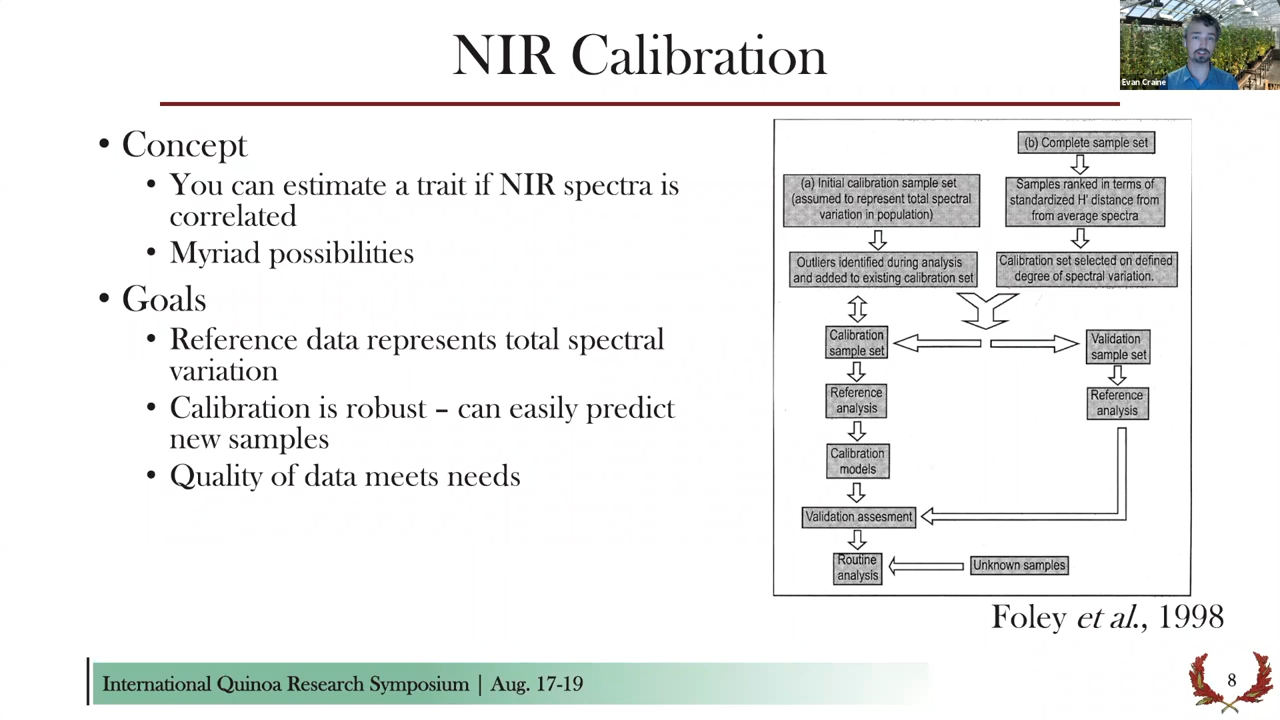 NIR Calibration
Evan Craine
• Concept
• You can estimate a trait if NIR spectra is
correlated
• Myriad possibilities
• Goals
• Reference data represents total spectral
variation
• Calibration is robust – can easily predict
new samples
• Quality of data meets needs
(b) Complete sample set
(a) Initial calibration sample set
(assumed to represent total spectral
variation in population)
Samples ranked in terms of
standardized H' distance from
from average spectra
Outliers identified during analysis
and added to existing calibration set
Calibration set selected on defined
degree of spectral variation.
Calibration
sample set
Validation
sample set
Reference
analysis
Reference
analysis
Calibration
models
Validation assesment
Routine
analysis
Unknown samples
Foley et al., 1998
International Quinoa Research Symposium | Aug. 17-19
8